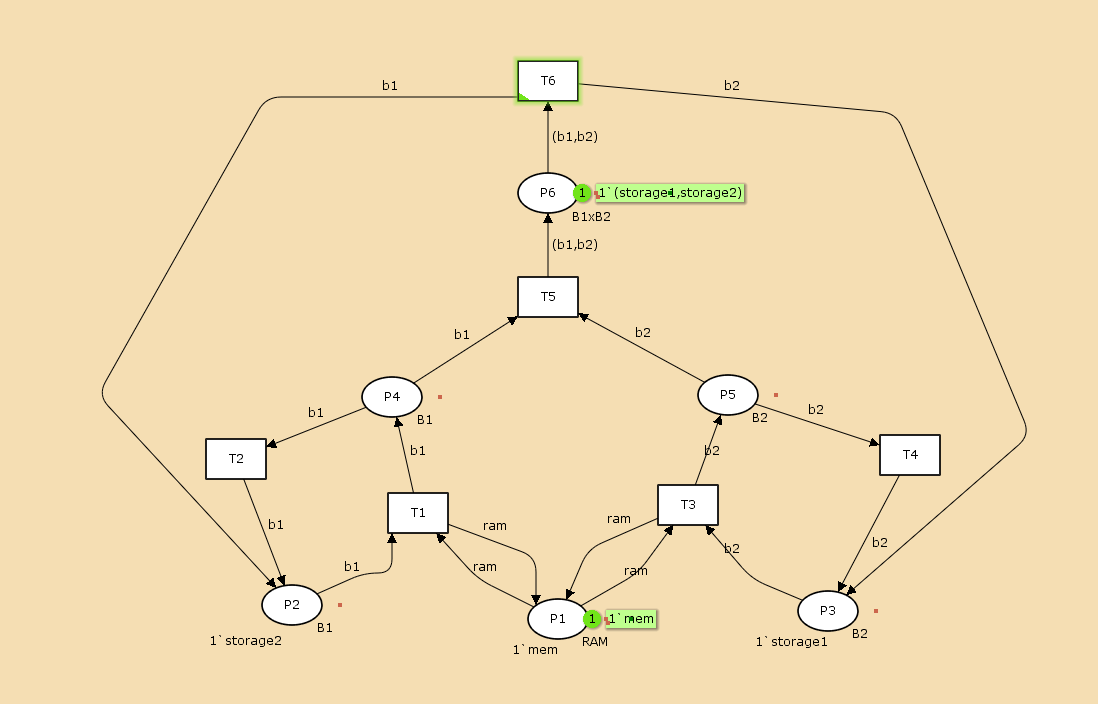 b1
T6
b2
(b1,b2)
P6
1
1`(storage1,storage2)
B1xB2
(b1,b2)
T5
b1
b2
P4
B1
P5
B2
b1
b2
T2
b1
b2
T4
T1
T3
b1
ram
ram
b2
b2
b1
ram
ram
P2
B1
1`storage2
P1
1
1`mem
RAM
1`mem
P3
B2
1`storage1
b2